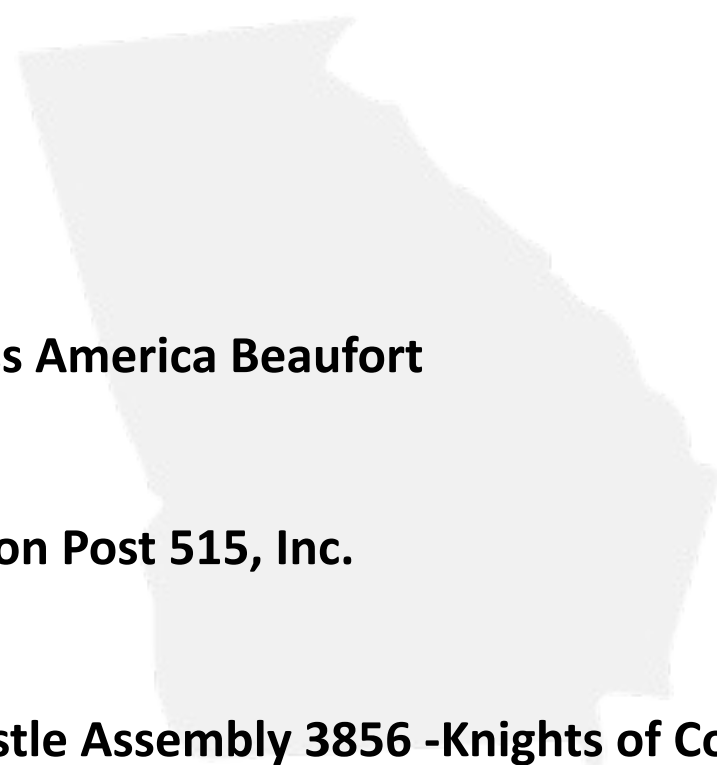 s America Beaufort
on Post 515, Inc.
stle Assembly 3856 -Knights of Co